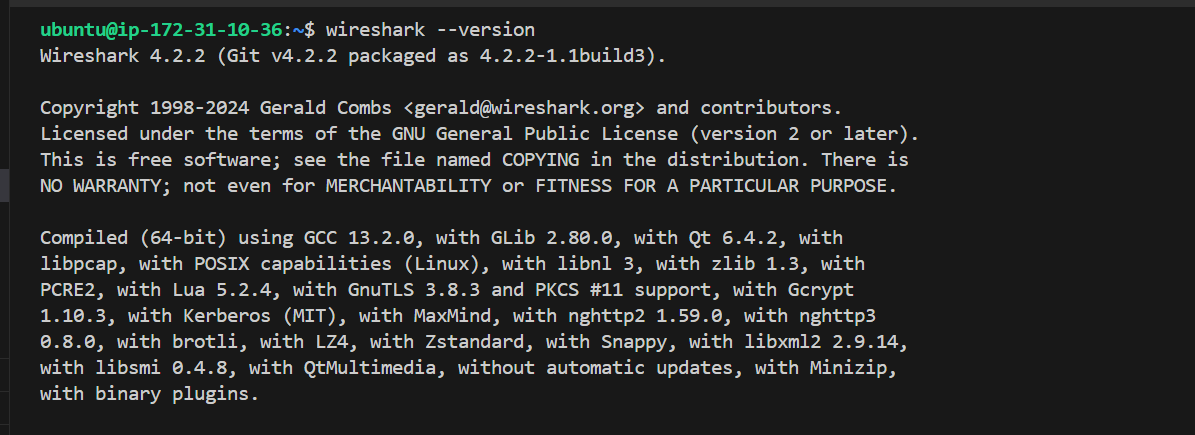 ubuntu@ip-172-31-10-36:~$ wireshark --version
Wireshark 4.2.2 (Git v4.2.2 packaged as 4.2.2-1.1build3).
Copyright 1998-2024 Gerald Combs <gerald@wireshark.org> and contributors.
Licensed under the terms of the GNU General Public License (version 2 or later).
This is free software; see the file named COPYING in the distribution. There is
NO WARRANTY; not even for MERCHANTABILITY or FITNESS FOR A PARTICULAR PURPOSE.
Compiled (64-bit) using GCC 13.2.0, with GLib 2.80.0, with Qt 6.4.2, with
libpcap, with POSIX capabilities (Linux), with libnl 3, with zlib 1.3, with
PCRE2, with Lua 5.2.4, with GnuTLS 3.8.3 and PKCS #11 support, with Gcrypt
1.10.3, with Kerberos (MIT), with MaxMind, with nghttp2 1.59.0, with nghttp3
0.8.0, with brotli, with LZ4, with Zstandard, with Snappy, with libxml2 2.9.14,
with libsmi 0.4.8, with QtMultimedia, without automatic updates, with Minizip,
with binary plugins.